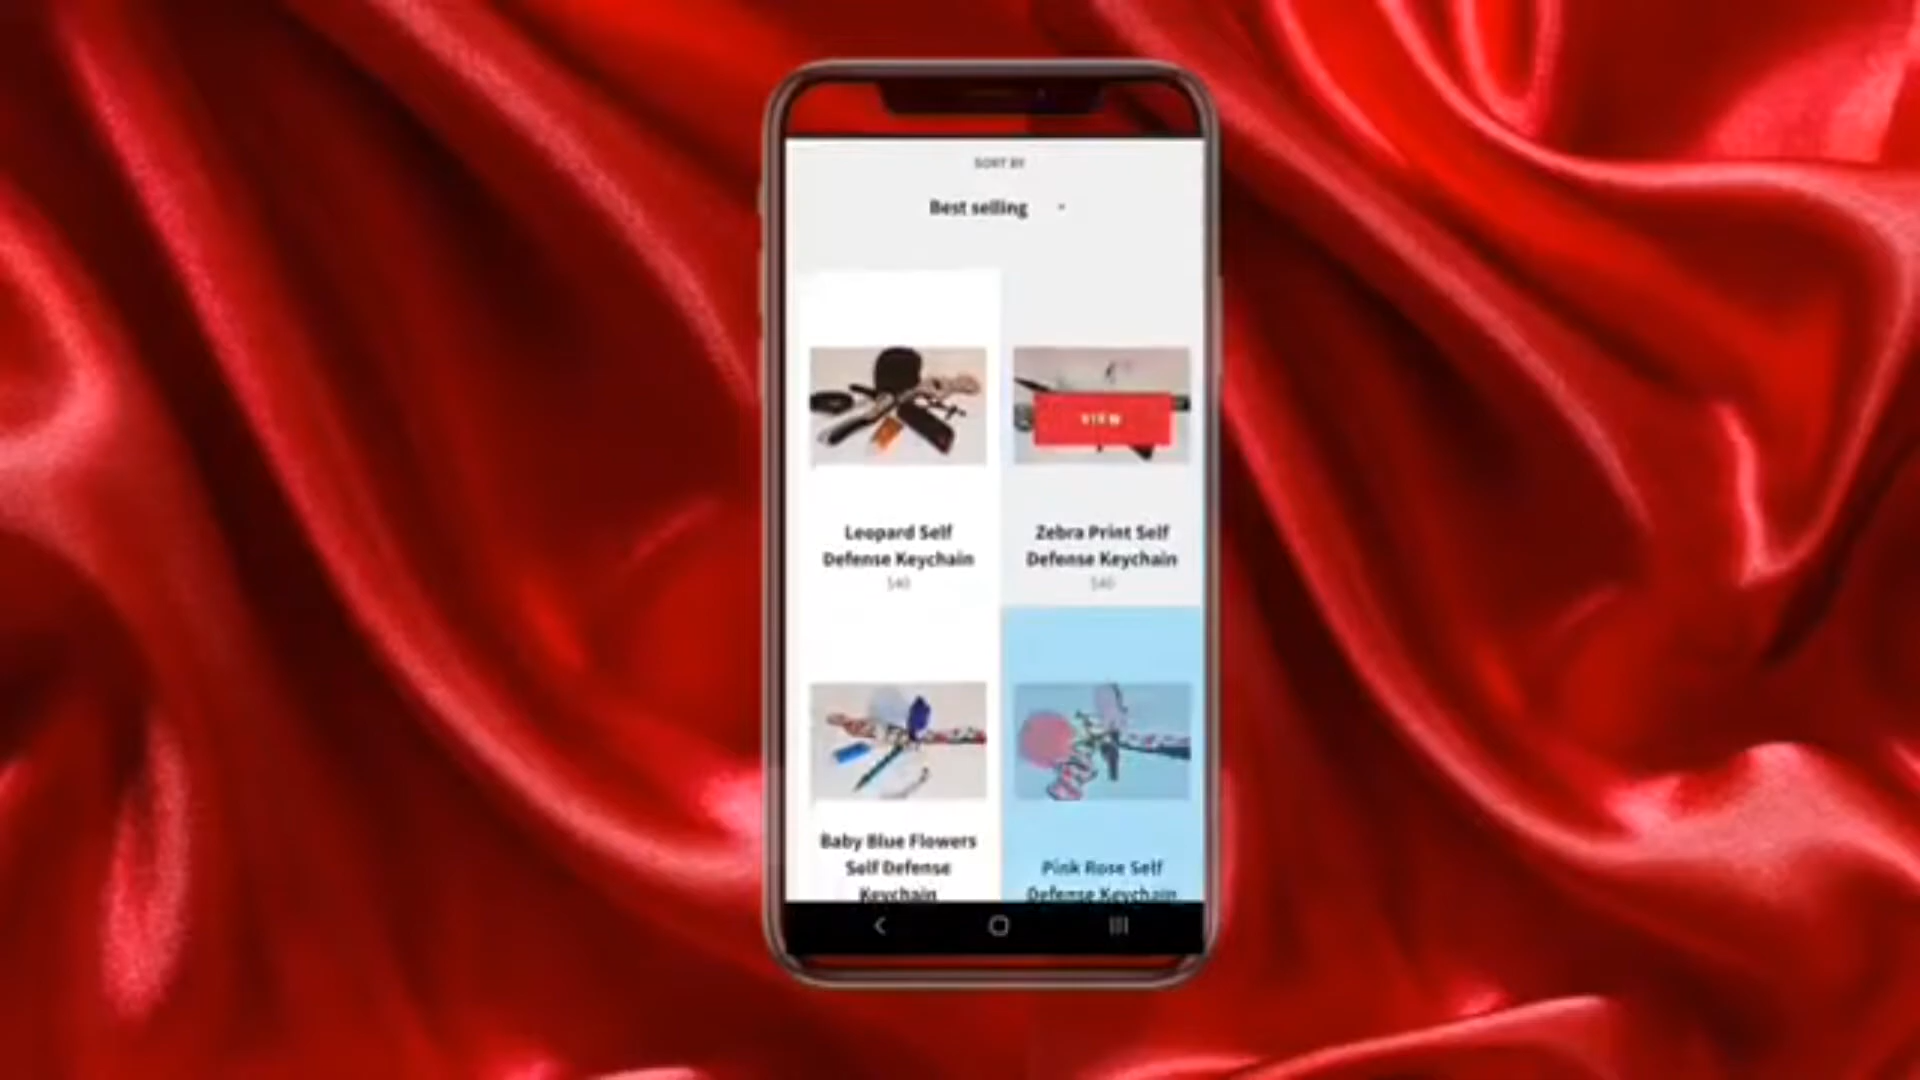 SORT BY
Best selling
VIEW
Leopard Self
Defense Keychain
$40
Zebra Print Self
Defense Keychain
$40
Baby Blue Flowers
Self Defense
Keychain
Pink Rose Self
Defense Keychain